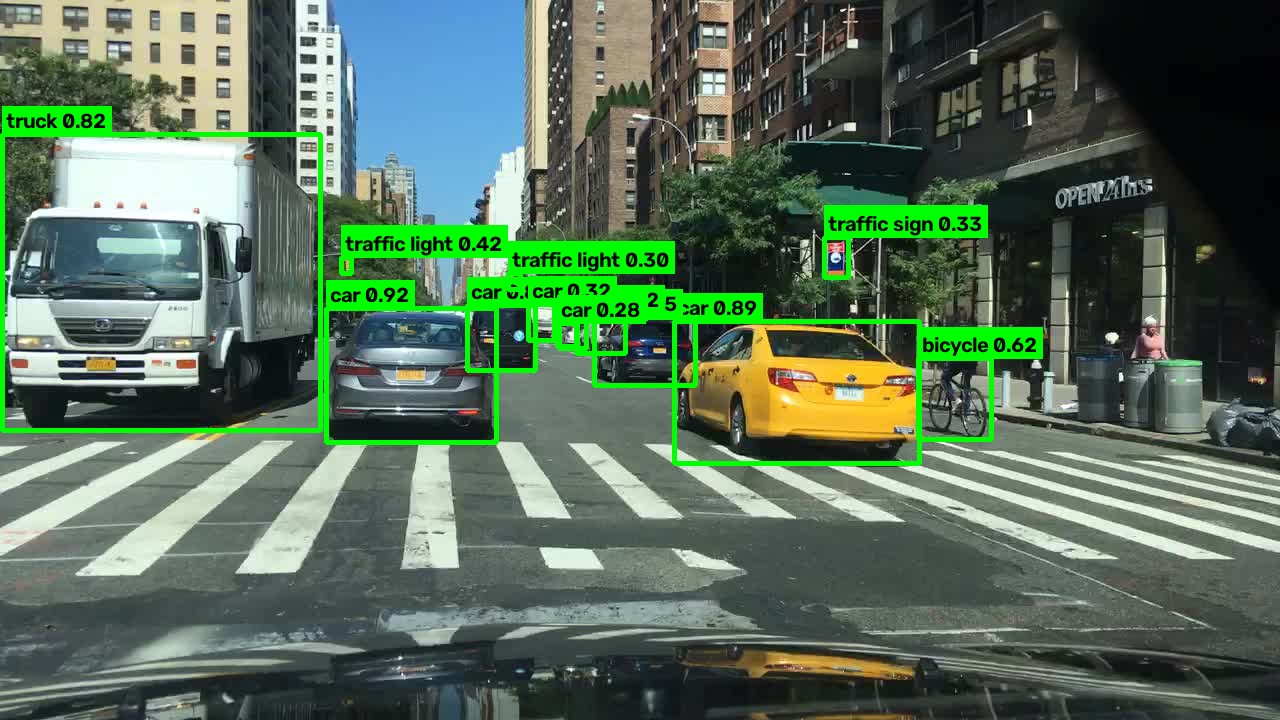 truck 0.82
OPEN 24hrs
traffic sign 0.33
traffic light 0.42
traffic light 0.30
car 0.92
car 0.32
car 0.28
car 0.89
bicycle 0.62